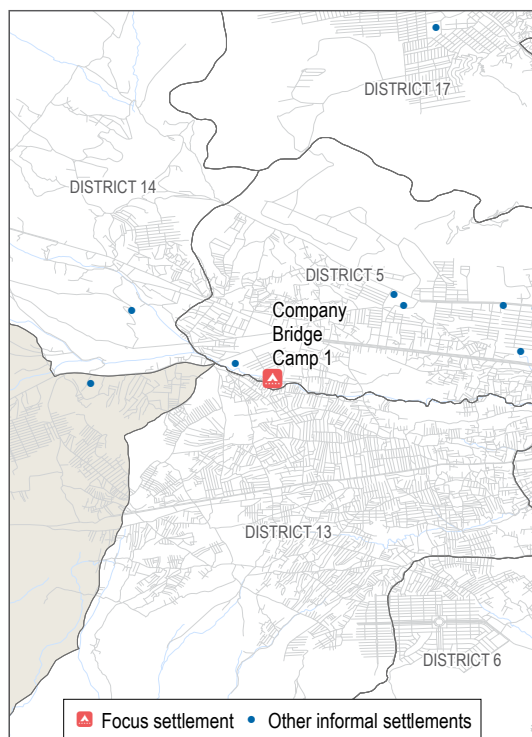 DISTRICT 17
DISTRICT 14
DISTRICT 5
Company
Bridge
Camp 1
DISTRICT 13
DISTRICT 6
Focus settlement
Other informal settlements